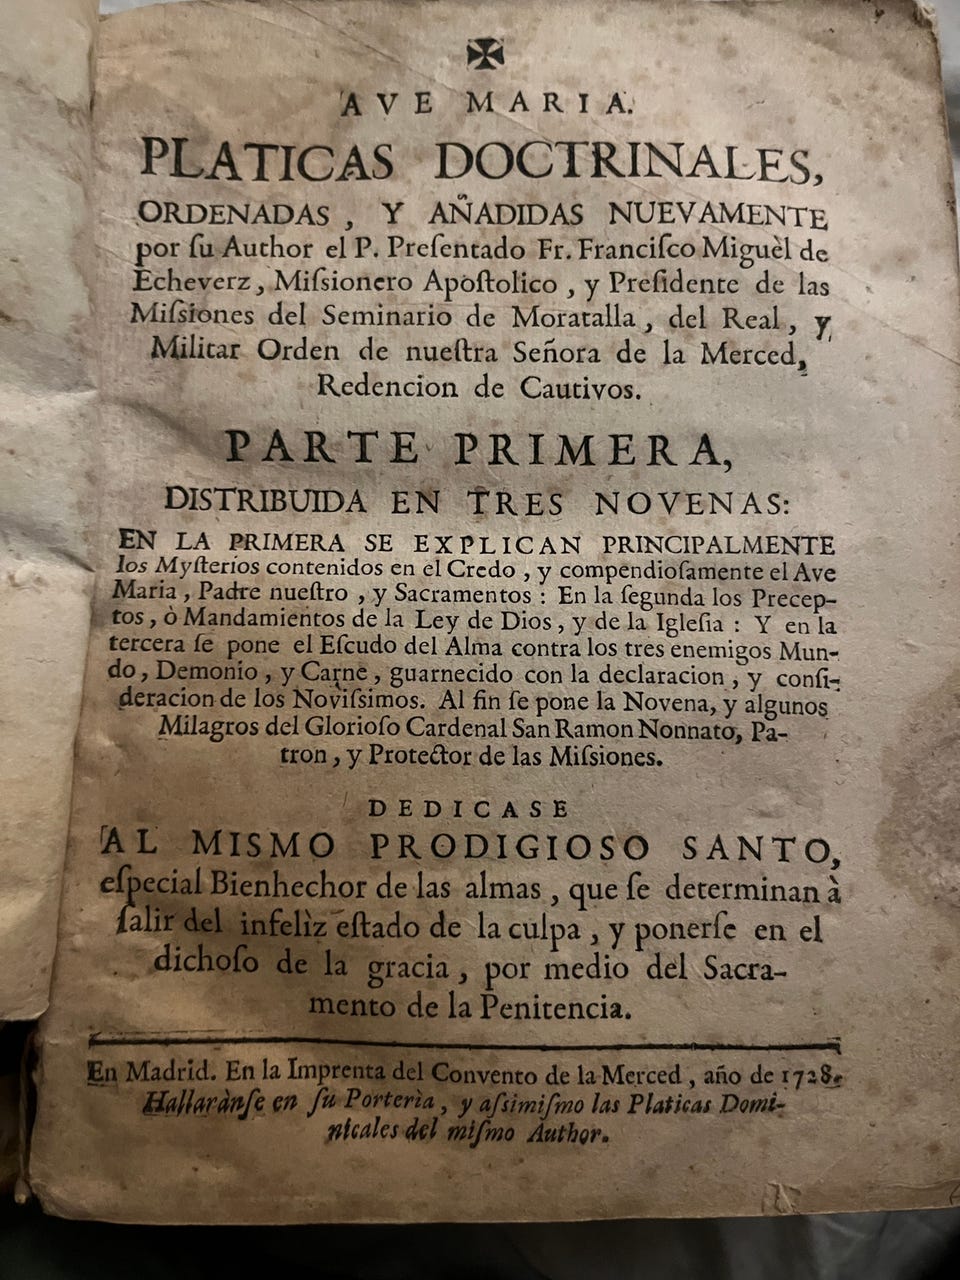 AVE MARIA.
PLATICAS DOCTRINALES,
ORDENADAS, Y AÑADIDAS NUEVAMENTE
por ſu Author el P. Preſentado Fr. Franciſco Miguèl de
Echeverz, Miſsionero Apoſtolico, y Preſidente de las
Miſsiones del Seminario de Moratalla, del Real, y
Militar Orden de nueſtra Señora de la Merced,
Redencion de Cautivos.
PARTE PRIMERA,
DISTRIBUIDA EN TRES NOVENAS:
EN LA PRIMERA SE EXPLICAN PRINCIPALMENTE
los Myſterios contenidos en el Credo, y compendioſamente el Ave
Maria, Padre nueſtro, y Sacramentos: En la ſegunda los Precep-
tos, ò Mandamientos de la Ley de Dios, y de la Igleſia: Y en la
tercera ſe pone el Eſcudo del Alma contra los tres enemigos Mun-
do, Demonio, y Carne, guarnecido con la declaracion, y conſi-
deracion de los Noviſsimos. Al fin ſe pone la Novena, y algunos
Milagros del Glorioſo Cardenal San Ramon Nonnato, Pa-
tron, y Protector de las Miſsiones.
DEDICASE
AL MISMO PRODIGIOSO SANTO,
eſpecial Bienhechor de las almas, que ſe determinan à
ſalir del infelìz eſtado de la culpa, y ponerſe en el
dichoſo de la gracia, por medio del Sacra-
mento de la Penitencia.
En Madrid. En la Imprenta del Convento de la Merced, año de 1728.
Hallarànſe en ſu Porterìa, y aſsimiſmo las Platicas Domi-
nicales del miſmo Author.